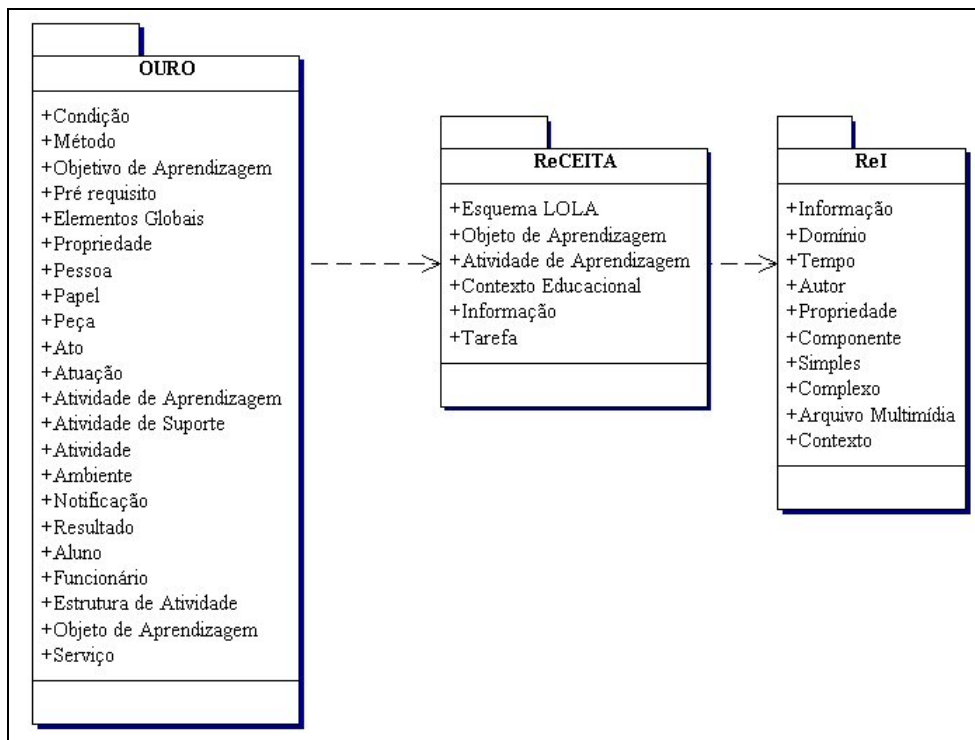 OURO
+Condição
+Método
+Objetivo de Aprendizagem
+Pré requisito
+Elementos Globais
+Propriedade
+Pessoa
+Papel
+Peça
+Ato
+Atuação
+Atividade de Aprendizagem
+Atividade de Suporte
+Atividade
+Ambiente
+Notificação
+Resultado
+Aluno
+Funcionário
+Estrutura de Atividade
+Objeto de Aprendizagem
+Serviço
ReCEITA
+Esquema LOLA
+Objeto de Aprendizagem
+Atividade de Aprendizagem
+Contexto Educacional
+Informação
+Tarefa
ReI
+Informação
+Domínio
+Tempo
+Autor
+Propriedade
+Componente
+Simples
+Complexo
+Arquivo Multimídia
+Contexto